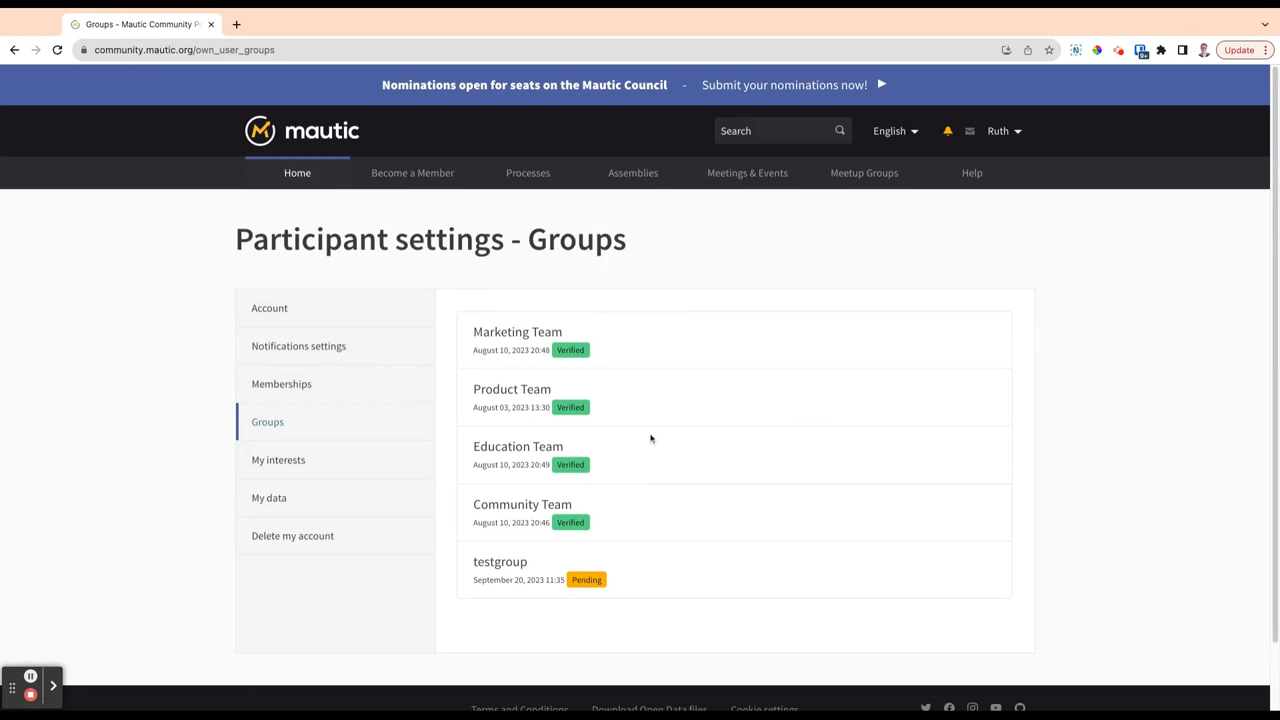 Groups - Mautic Community Po
community.mautic.org/own_user_groups
Update
Nominations open for seats on the Mautic Council - Submit your nominations now!
mautic
Search
English
Ruth
Home
Become a Member
Processes
Assemblies
Meetings & Events
Meetup Groups
Help
Participant settings - Groups
Account
Notifications settings
Memberships
Groups
My interests
My data
Delete my account
Marketing Team
August 10, 2023 20:48 Verified
Product Team
August 03, 2023 13:30 Verified
Education Team
August 10, 2023 20:49 Verified
Community Team
August 10, 2023 20:46 Verified
testgroup
September 20, 2023 11:35 Pending
Terms and Conditions
Download Open Data files
Cookie settings